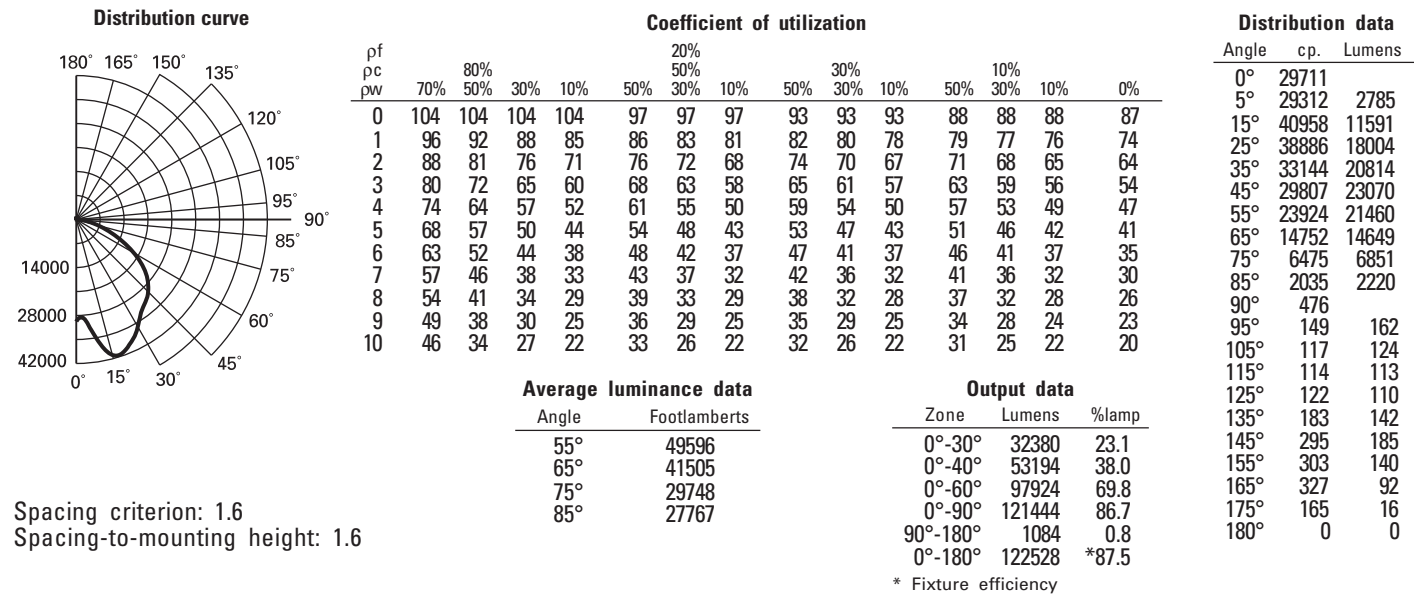 Distribution curve
180° 165° 150° 135°
120°
105°
95°
90°
85°
75°
60°
45°
30°
15°
0°
14000
28000
42000
Coefficient of utilization
ρf 20%
ρc 80% 50% 30% 10%
ρw 70% 50% 30% 10% 50% 30% 10% 50% 30% 10% 50% 30% 10% 0%
0 104 104 104 104 97 97 97 93 93 93 88 88 88 87
1 96 92 88 85 86 83 81 82 80 78 79 77 76 74
2 88 81 76 71 76 72 68 74 70 67 71 68 65 64
3 80 72 65 60 68 63 58 65 61 57 63 59 56 54
4 74 64 57 52 61 55 50 59 54 50 57 53 49 47
5 68 57 50 44 54 48 43 53 47 43 51 46 42 41
6 63 52 44 38 48 42 37 47 41 37 46 41 37 35
7 57 46 38 33 43 37 32 42 36 32 41 36 32 30
8 54 41 34 29 39 33 29 38 32 28 37 32 28 26
9 49 38 30 25 36 29 25 35 29 25 34 28 24 23
10 46 34 27 22 33 26 22 32 26 22 31 25 22 20
Distribution data
Angle cp. Lumens
0° 29711
5° 29312 2785
15° 40958 11591
25° 38886 18004
35° 33144 20814
45° 29807 23070
55° 23924 21460
65° 14752 14649
75° 6475 6851
85° 2035 2220
90° 476
95° 149 162
105° 117 124
115° 114 113
125° 122 110
135° 183 142
145° 295 185
155° 303 140
165° 327 92
175° 165 16
180° 0 0
Average luminance data
Angle Footlamberts
55° 49596
65° 41505
75° 29748
85° 27767
Output data
Zone Lumens %lamp
0°-30° 32380 23.1
0°-40° 53194 38.0
0°-60° 97924 69.8
0°-90° 121444 86.7
90°-180° 1084 0.8
0°-180° 122528 *87.5
* Fixture efficiency
Spacing criterion: 1.6
Spacing-to-mounting height: 1.6